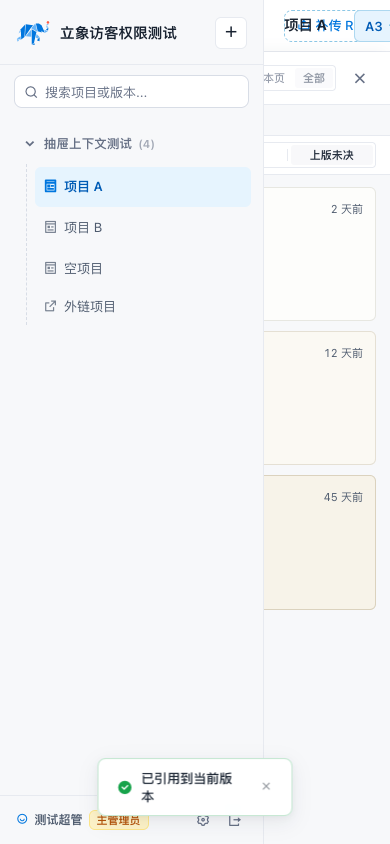 立象访客权限测试
+
项目 A
传 R
A3
搜索项目或版本...
本页
全部
抽屉上下文测试 (4)
上版未决
项目 A
2 天前
项目 B
空项目
外链项目
12 天前
45 天前
已引用到当前版
本
测试超管
主管理员